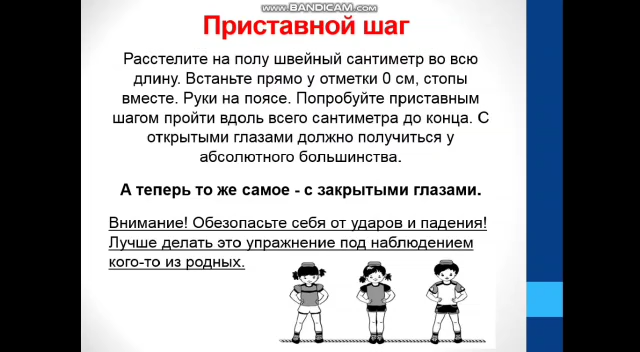 www.BANDICAM.com
Приставной шаг
Расстелите на полу швейный сантиметр во всю
длину. Встаньте прямо у отметки 0 см, стопы
вместе. Руки на поясе. Попробуйте приставным
шагом пройти вдоль всего сантиметра до конца. С
открытыми глазами должно получиться у
абсолютного большинства.
А теперь то же самое - с закрытыми глазами.
Внимание! Обезопасьте себя от ударов и падения!
Лучше делать это упражнение под наблюдением
кого-то из родных.